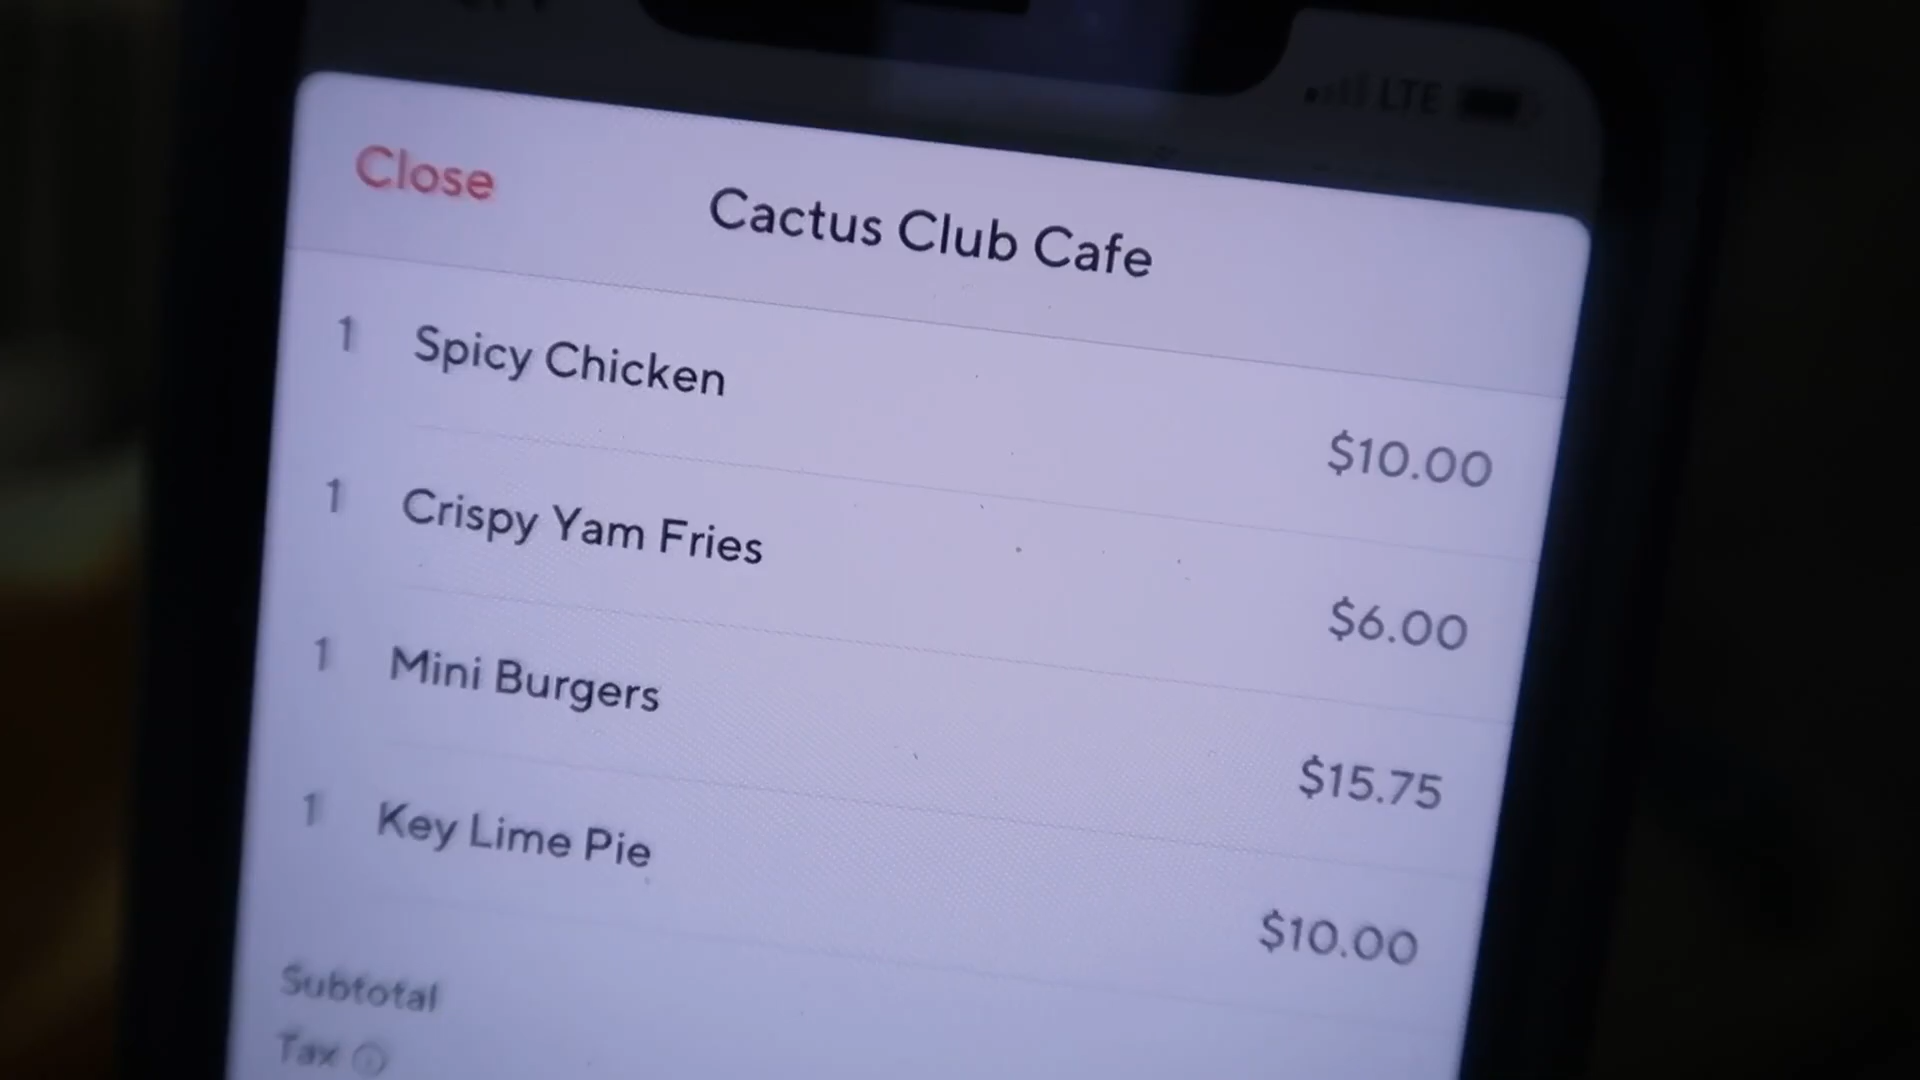 LTE
Close
Cactus Club Cafe
1 Spicy Chicken $10.00
1 Crispy Yam Fries $6.00
1 Mini Burgers $15.75
1 Key Lime Pie $10.00
Subtotal
Tax